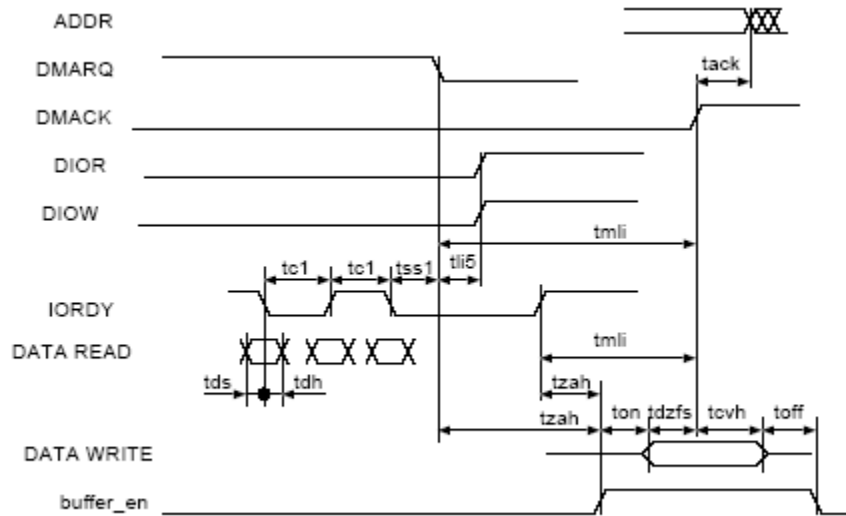 ADDR
DMARQ
tack
DMACK
DIOR
DIOW
tmli
tc1 tc1 tss1 tli5
IORDY
DATA READ
tmli
tds tdh
tzah
tzah ton tdzfs tcvh toff
DATA WRITE
buffer_en